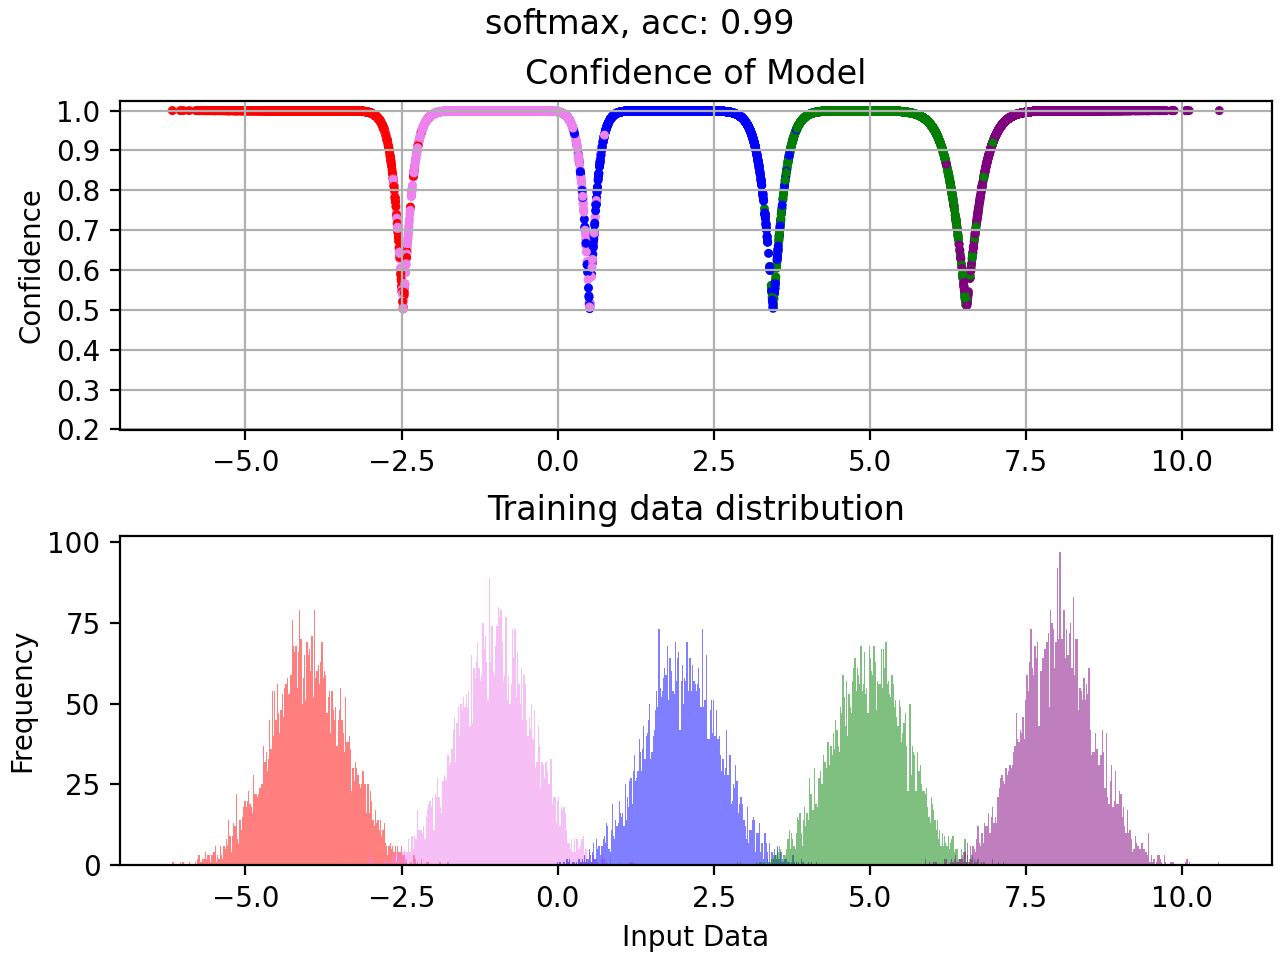 softmax, acc: 0.99
Confidence of Model
1.0
0.9
0.8
0.7
0.6
0.5
0.4
0.3
0.2
Confidence
−5.0 −2.5 0.0 2.5 5.0 7.5 10.0
Training data distribution
100
75
50
25
0
Frequency
−5.0 −2.5 0.0 2.5 5.0 7.5 10.0
Input Data